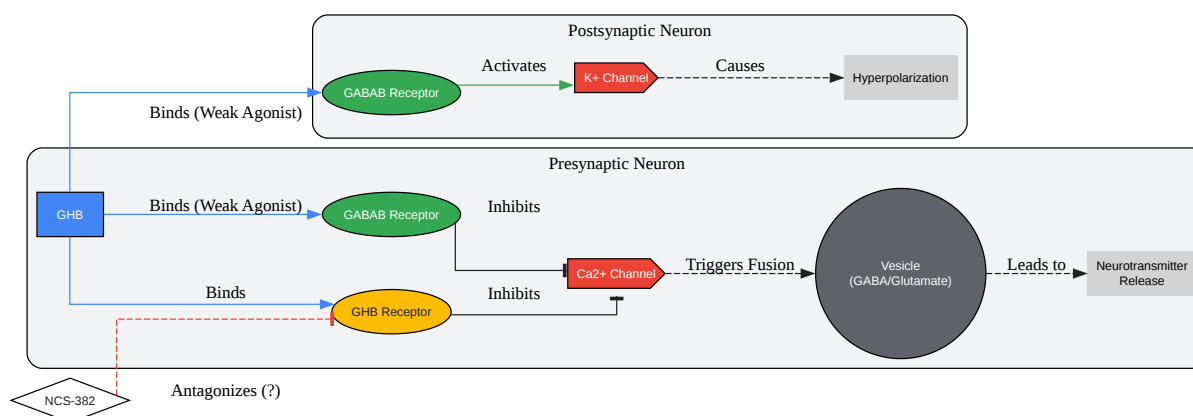 Postsynaptic Neuron
GABAB Receptor
Activates
K+ Channel
Causes
Hyperpolarization
Binds (Weak Agonist)
Presynaptic Neuron
GHB
Binds (Weak Agonist)
GABAB Receptor
Inhibits
Ca2+ Channel
Triggers Fusion
Vesicle
(GABA/Glutamate)
Leads to
Neurotransmitter
Release
Binds
GHB Receptor
Inhibits
NCS-382
Antagonizes (?)